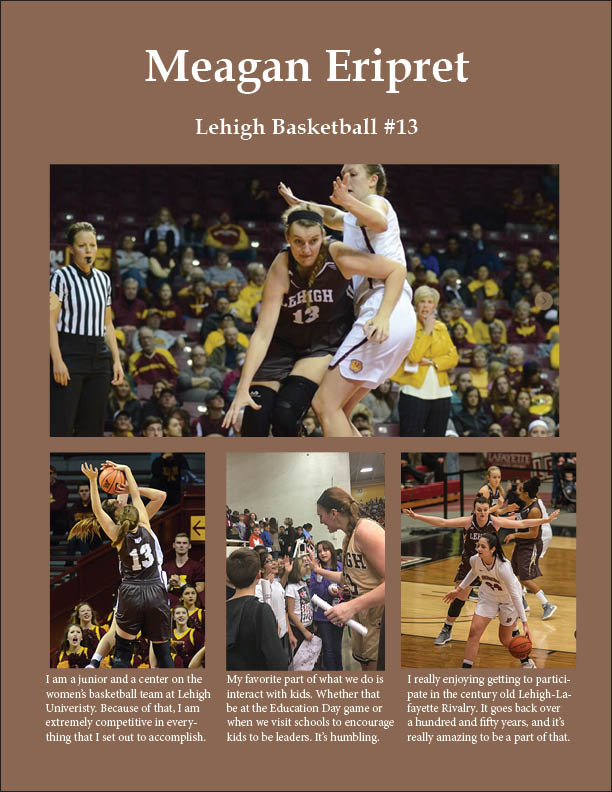 Meagan Eripret
Lehigh Basketball #13
LEHIGH
13
13
LAFAYETTE
LEHIGH
I am a junior and a center on the
women's basketball team at Lehigh
Univeristy. Because of that, I am
extremely competitive in every-
thing that I set out to accomplish.
My favorite part of what we do is
interact with kids. Whether that
be at the Education Day game or
when we visit schools to encourage
kids to be leaders. It's humbling.
I really enjoying getting to partici-
pate in the century old Lehigh-La-
fayette Rivalry. It goes back over
a hundred and fifty years, and it's
really amazing to be a part of that.